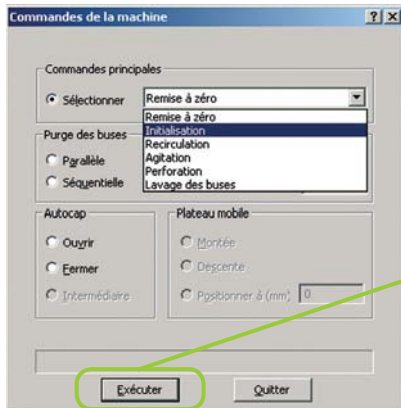 Commandes de la machine
Commandes principales
Sélectionner Remise à zéro
Remise à zéro
Initialisation
Recirculation
Agitation
Perforation
Lavage des buses
Purge des buses
Parallèle
Séquentielle
Autocap
Ouvrir
Fermer
Intermédiaire
Plateau mobile
Montée
Descente
Positionner à (mm) 0
Exécuter Quitter